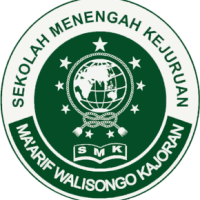 SEKOLAH MENENGAH KEJURUAN
SMK
MA'ARIF WALISONGO KAJORAN